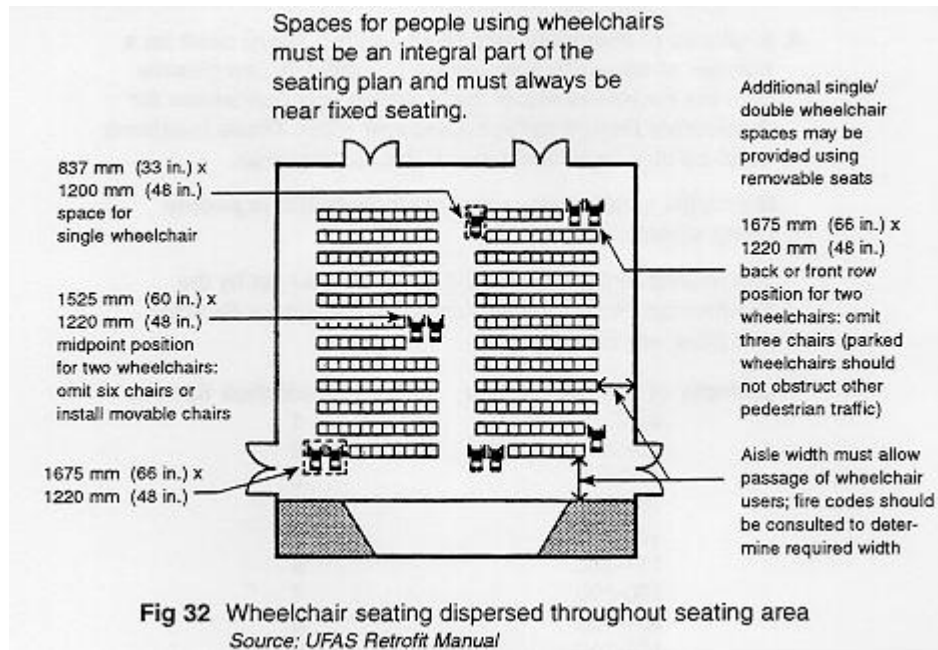 Spaces for people using wheelchairs
must be an integral part of the
seating plan and must always be
near fixed seating.
837 mm (33 in.) x
1200 mm (48 in.)
space for
single wheelchair
1525 mm (60 in.) x
1220 mm (48 in.)
midpoint position
for two wheelchairs:
omit six chairs or
install movable chairs
1675 mm (66 in.) x
1220 mm (48 in.)
Additional single/
double wheelchair
spaces may be
provided using
removable seats
1675 mm (66 in.) x
1220 mm (48 in.)
back or front row
position for two
wheelchairs: omit
three chairs (parked
wheelchairs should
not obstruct other
pedestrian traffic)
Aisle width must allow
passage of wheelchair
users; fire codes should
be consulted to deter-
mine required width
Fig 32 Wheelchair seating dispersed throughout seating area
Source: UFAS Retrofit Manual